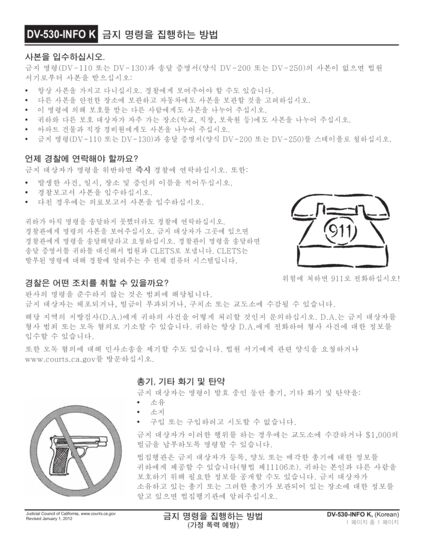 DV-530-INFO K 금지 명령을 집행하는 방법
사본을 입수하십시오.
금지 명령(DV-110 또는 DV-130)과 송달 증명서(양식 DV-200 또는 DV-250)의 사본이 없으면 법원
서기로부터 사본을 받으십시오:
• 항상 사본을 가지고 다니십시오. 경찰에게 보여주어야 할 수도 있습니다.
• 다른 사본을 안전한 장소에 보관하고 자동차에도 사본을 보관할 것을 고려하십시오.
• 이 명령에 의해 보호를 받는 다른 사람에게도 사본을 나누어 주십시오.
• 귀하와 다른 보호 대상자가 자주 가는 장소(학교, 직장, 보육원 등)에도 사본을 나누어 주십시오.
• 아파트 건물과 직장 경비원에게도 사본을 나누어 주십시오.
• 금지 명령(DV-110 또는 DV-130)과 송달 증명서(양식 DV-200 또는 DV-250)를 스테이플로 철하십시오.
언제 경찰에 연락해야 할까요?
금지 대상자가 명령을 위반하면 즉시 경찰에 연락하십시오. 또한:
• 발생한 사건, 일시, 장소 및 증인의 이름을 적어두십시오.
• 경찰보고서 사본을 입수하십시오.
• 다친 경우에는 의료보고서 사본을 입수하십시오.
귀하가 아직 명령을 송달하지 못했더라도 경찰에 연락하십시오.
경찰관에게 명령의 사본을 보여주십시오. 금지 대상자가 그곳에 있으면
경찰관에게 명령을 송달해달라고 요청하십시오. 경찰관이 명령을 송달하면
송달 증명서를 귀하를 대신해서 법원과 CLETS로 보냅니다. CLETS는
발부된 명령에 대해 경찰에 알려주는 주 전체 컴퓨터 시스템입니다.
911
위험에 처하면 911로 전화하십시오!
경찰은 어떤 조치를 취할 수 있을까요?
판사의 명령을 준수하지 않는 것은 범죄에 해당됩니다.
금지 대상자는 체포되거나, 벌금이 부과되거나, 구치소 또는 교도소에 수감될 수 있습니다.
해당 지역의 지방검사(D.A.)에게 귀하의 사건을 어떻게 처리할 것인지 문의하십시오. D.A.는 금지 대상자를
형사 범죄 또는 모독 혐의로 기소할 수 있습니다. 귀하는 항상 D.A.에게 전화하여 형사 사건에 대한 정보를
입수할 수 있습니다.
또한 모독 혐의에 대해 민사소송을 제기할 수도 있습니다. 법원 서기에게 관련 양식을 요청하거나
www.courts.ca.gov를 방문하십시오.
총기, 기타 화기 및 탄약
금지 대상자는 명령이 발효 중인 동안 총기, 기타 화기 및 탄약을:
• 소유
• 소지
• 구입 또는 구입하려고 시도할 수 없습니다.
금지 대상자가 이러한 행위를 하는 경우에는 교도소에 수감하거나 $1,000의
벌금을 납부하도록 명령할 수 있습니다.
법집행관은 금지 대상자가 등록, 양도 또는 매각한 총기에 대한 정보를
귀하에게 제공할 수 있습니다(형법 제11106조). 귀하는 본인과 다른 사람을
보호하기 위해 필요한 정보를 공개할 수도 있습니다. 금지 대상자가
소유하고 있는 총기 또는 그러한 총기가 보관되어 있는 장소에 대한 정보를
알고 있으면 법집행기관에 알려주십시오.
Judicial Council of California, www.courts.ca.gov
Revised January 1, 2012
금지 명령을 집행하는 방법
(가정 폭력 예방)
DV-530-INFO K, (Korean)
1 페이지 총 1 페이지